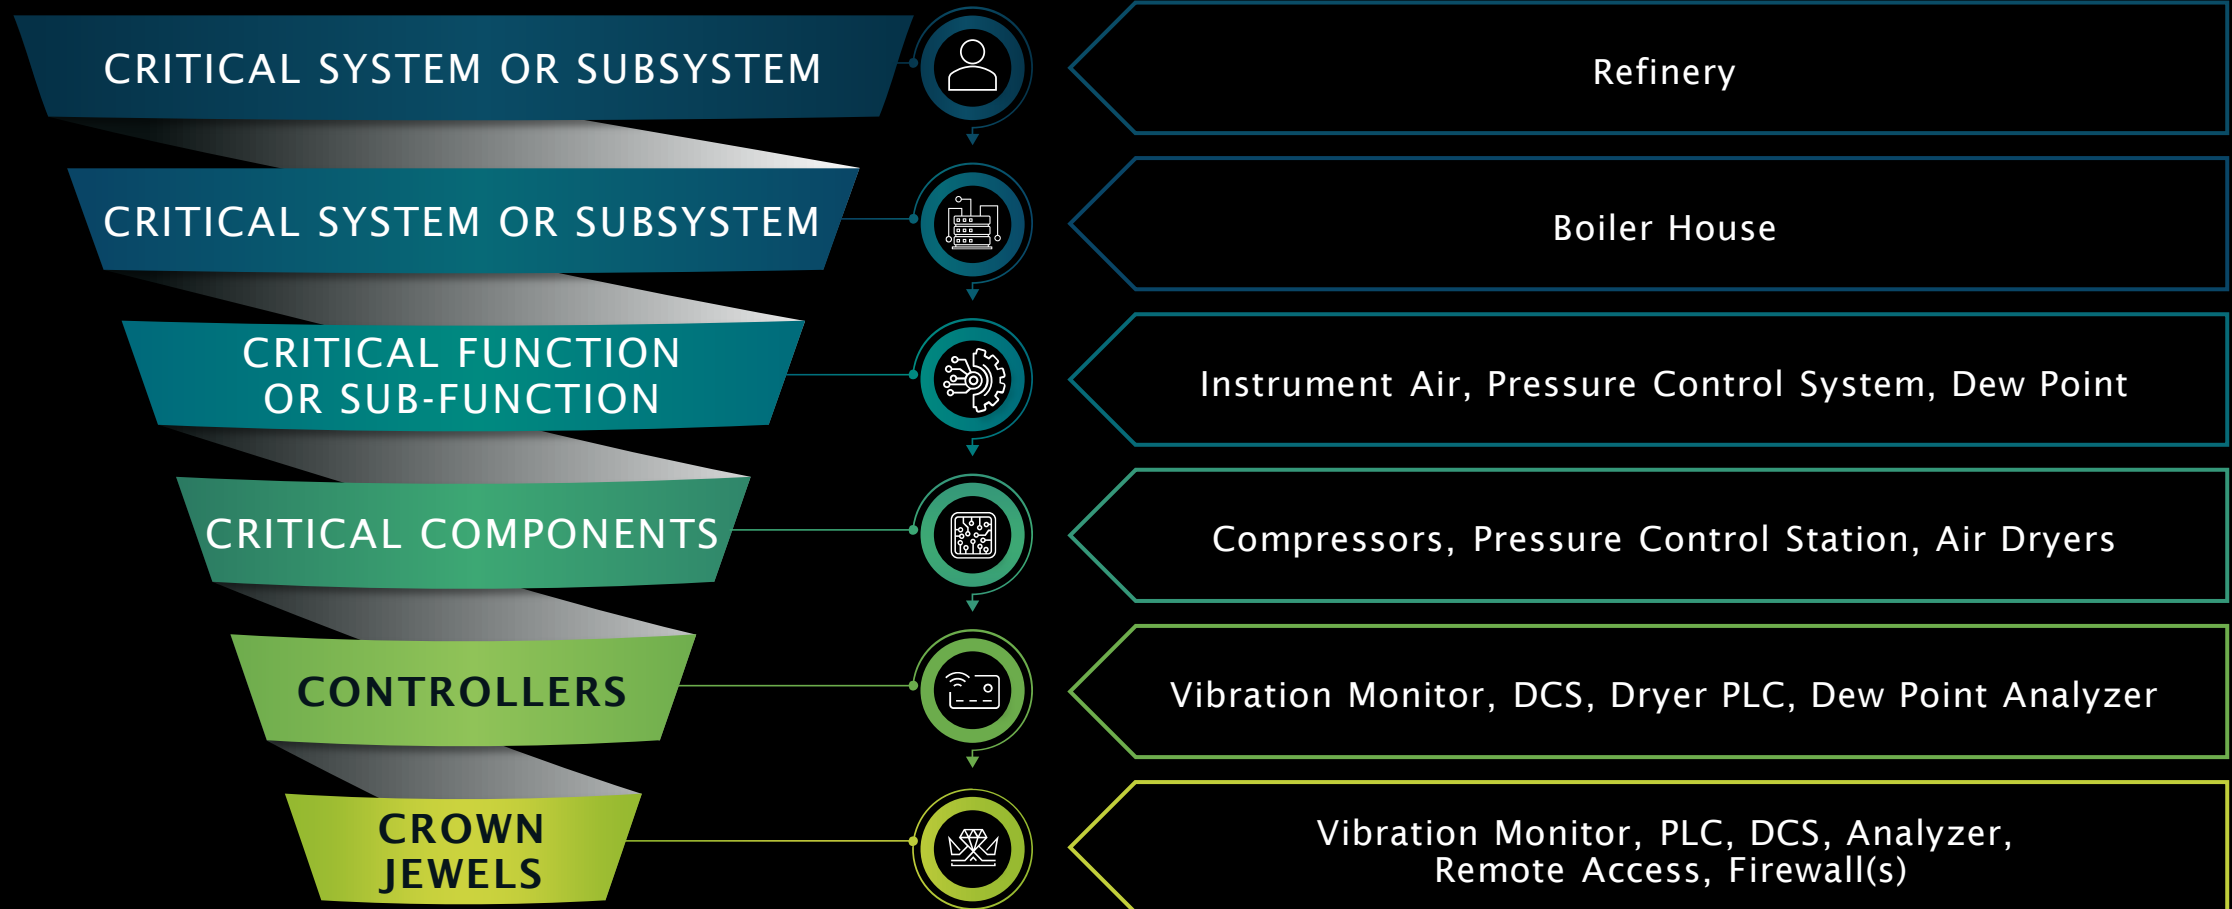 CRITICAL SYSTEM OR SUBSYSTEM
Refinery
CRITICAL SYSTEM OR SUBSYSTEM
Boiler House
CRITICAL FUNCTION
OR SUB-FUNCTION
Instrument Air, Pressure Control System, Dew Point
CRITICAL COMPONENTS
Compressors, Pressure Control Station, Air Dryers
CONTROLLERS
Vibration Monitor, DCS, Dryer PLC, Dew Point Analyzer
CROWN
JEWELS
Vibration Monitor, PLC, DCS, Analyzer,
Remote Access, Firewall(s)